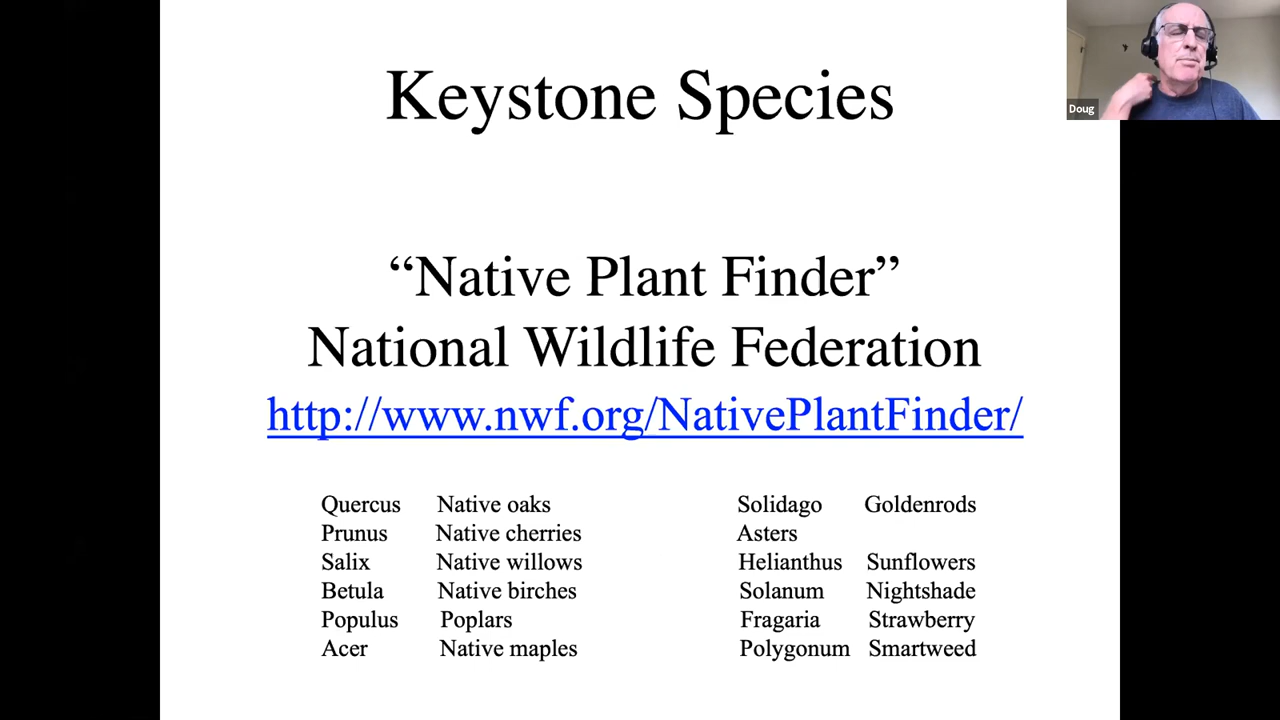 Keystone Species
Doug
“Native Plant Finder”
National Wildlife Federation
http://www.nwf.org/NativePlantFinder/
Quercus Native oaks
Prunus Native cherries
Salix Native willows
Betula Native birches
Populus Poplars
Acer Native maples
Solidago Goldenrods
Asters
Helianthus Sunflowers
Solanum Nightshade
Fragaria Strawberry
Polygonum Smartweed